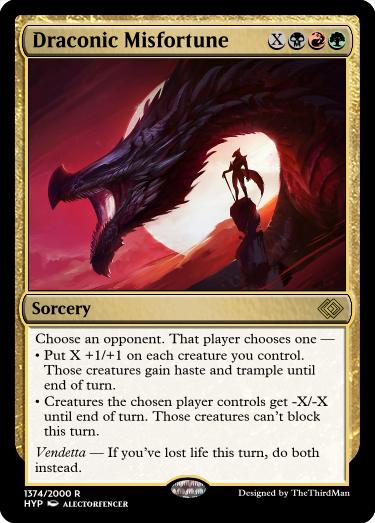 Draconic Misfortune X
Sorcery
Choose an opponent. That player chooses one —
• Put X +1/+1 on each creature you control.
Those creatures gain haste and trample until
end of turn.
• Creatures the chosen player controls get -X/-X
until end of turn. Those creatures can't block
this turn.
Vendetta — If you've lost life this turn, do both
instead.
1374/2000 R
HYP ALECTORFENCER
Designed by TheThirdMan